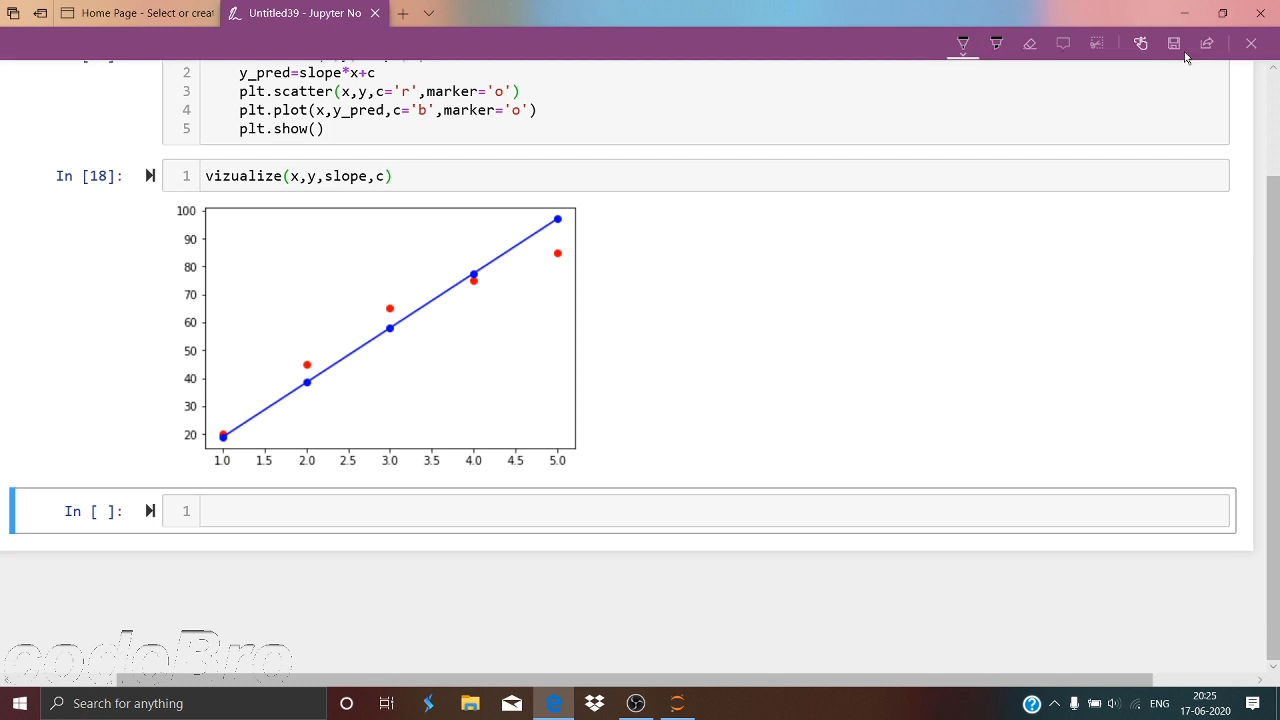 Home Page - Select or creat
Untitled39 - Jupyter No
2 y_pred=slope*x+c
3 plt.scatter(x,y,c='r',marker='o')
4 plt.plot(x,y_pred,c='b',marker='o')
5 plt.show()
In [18]: 1 vizualize(x,y,slope,c)
100
90
80
70
60
50
40
30
20
1.0 1.5 2.0 2.5 3.0 3.5 4.0 4.5 5.0
In [ ]: 1
codeBro
Search for anything
ENG
20:25
17-06-2020